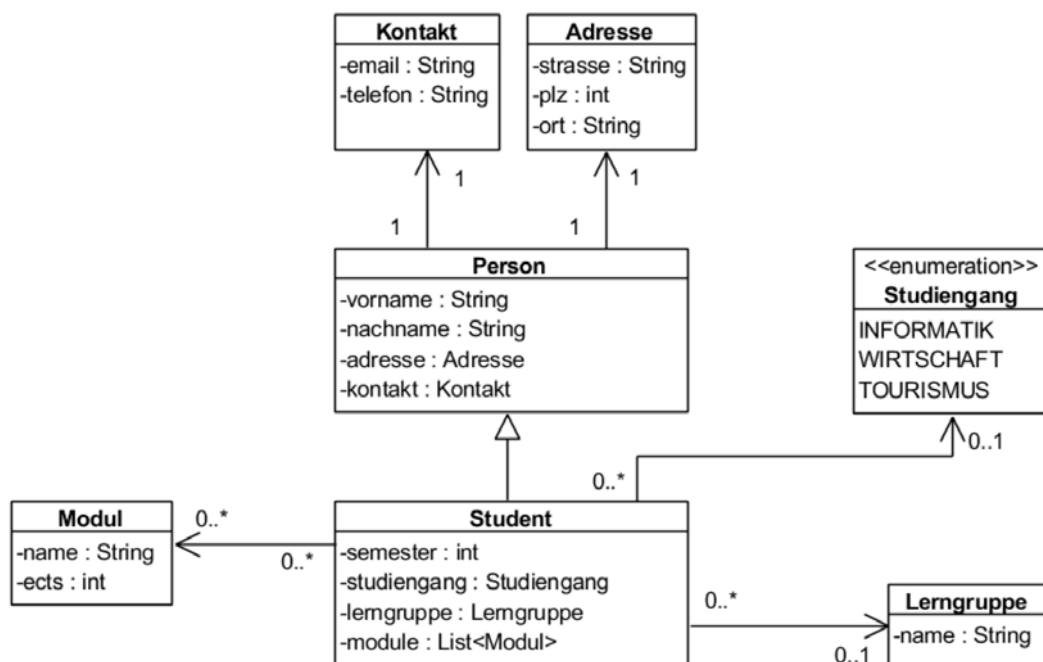 Kontakt
-email : String
-telefon : String
Adresse
-strasse : String
-plz : int
-ort : String
1
1
1
1
Person
-vorname : String
-nachname : String
-adresse : Adresse
-kontakt : Kontakt
<<enumeration>>
Studiengang
INFORMATIK
WIRTSCHAFT
TOURISMUS
0..1
0..*
Modul
-name : String
-ects : int
0..*
0..*
Student
-semester : int
-studiengang : Studiengang
-lerngruppe : Lerngruppe
-module : List<Modul>
0..*
0..1
Lerngruppe
-name : String